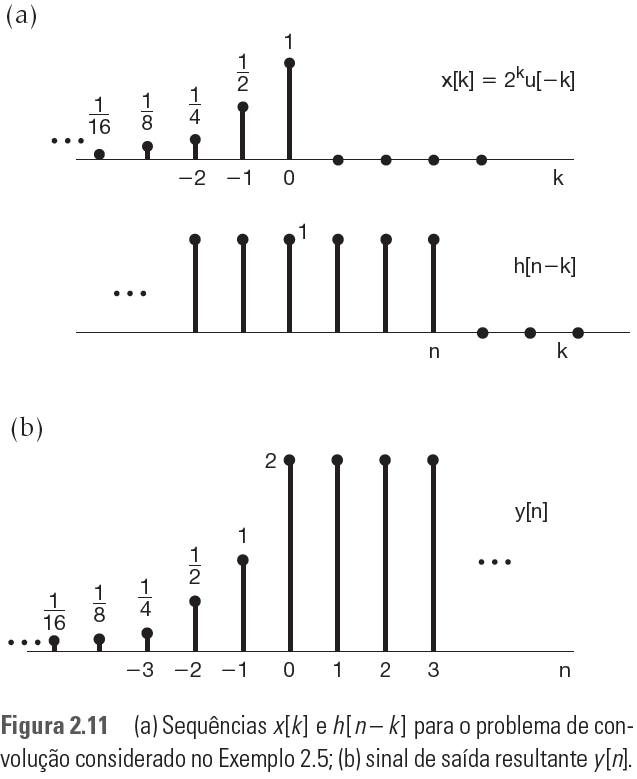 (a)
1
1/2
1/4
1/8
1/16
x[k] = 2ᵏu[−k]
...
−2 −1 0 k
1
h[n−k]
...
n k
(b)
2
1
1/2
1/4
1/8
1/16
y[n]
...
...
−3 −2 −1 0 1 2 3 n
Figura 2.11 (a) Sequências x[k] e h[n – k] para o problema de con-
volução considerado no Exemplo 2.5; (b) sinal de saída resultante y[n].